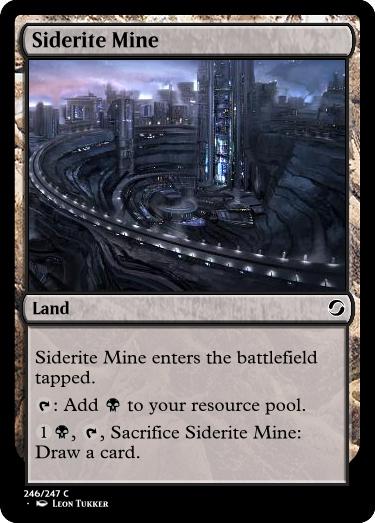 Siderite Mine
Land
Siderite Mine enters the battlefield
tapped.
: Add to your resource pool.
1 , , Sacrifice Siderite Mine:
Draw a card.
246/247 C
· Leon Tukker